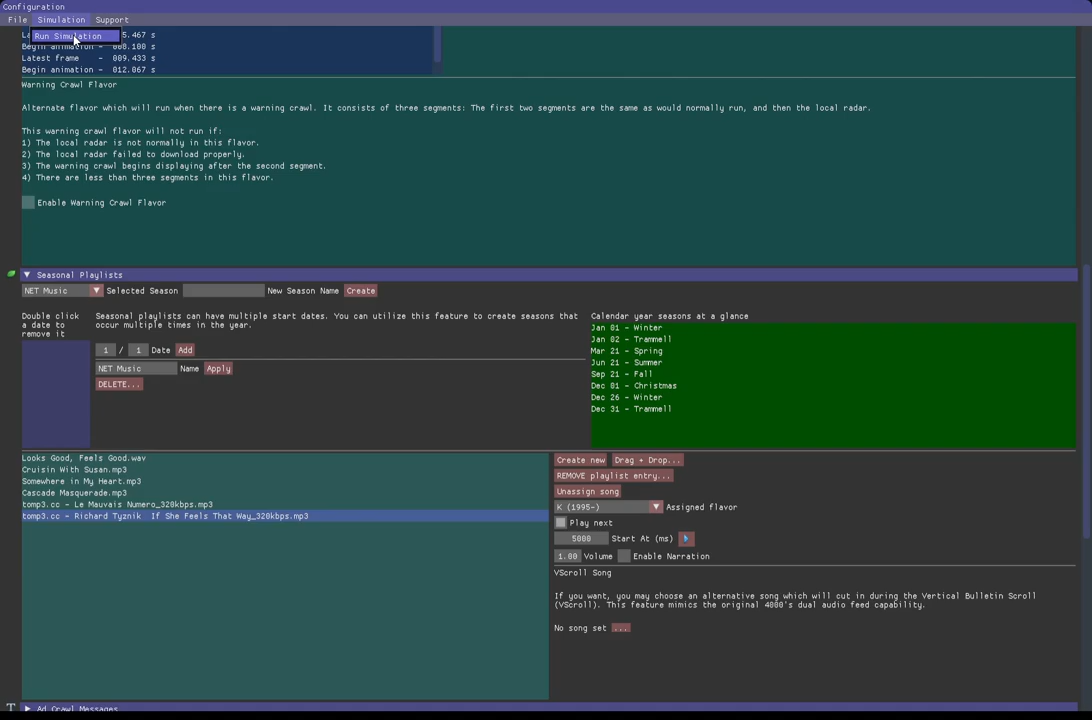 Configuration
File Simulation Support
Run Simulation
5.467 s
Begin animation - 008.100 s
Latest frame - 009.433 s
Begin animation - 012.067 s
Warning Crawl Flavor
Alternate flavor which will run when there is a warning crawl. It consists of three segments: The first two segments are the same as would normally run, and then the local radar.
This warning crawl flavor will not run if:
1) The local radar is not normally in this flavor.
2) The local radar failed to download properly.
3) The warning crawl begins displaying after the second segment.
4) There are less than three segments in this flavor.
Enable Warning Crawl Flavor
Seasonal Playlists
NET Music Selected Season New Season Name Create
Double click
a date to
remove it
Seasonal playlists can have multiple start dates. You can utilize this feature to create seasons that
occur multiple times in the year.
1 / 1 Date Add
NET Music Name Apply
DELETE...
Calendar year seasons at a glance
Jan 01 - Winter
Jan 02 - Trammell
Mar 21 - Spring
Jun 21 - Summer
Sep 21 - Fall
Dec 01 - Christmas
Dec 26 - Winter
Dec 31 - Trammell
Looks Good, Feels Good.wav
Cruisin With Susan.mp3
Somewhere in My Heart.mp3
Cascade Masquerade.mp3
tomp3.cc - Le Mauvais Numero_320kbps.mp3
tomp3.cc - Richard Tyznik If She Feels That Way_320kbps.mp3
Create new Drag + Drop...
REMOVE playlist entry...
Unassign song
K (1995-) Assigned flavor
Play next
5000 Start At (ms)
1.00 Volume Enable Narration
VScroll Song
If you want, you may choose an alternative song which will cut in during the Vertical Bulletin Scroll
(VScroll). This feature mimics the original 4000's dual audio feed capability.
No song set ...
T Ad Crawl Messages